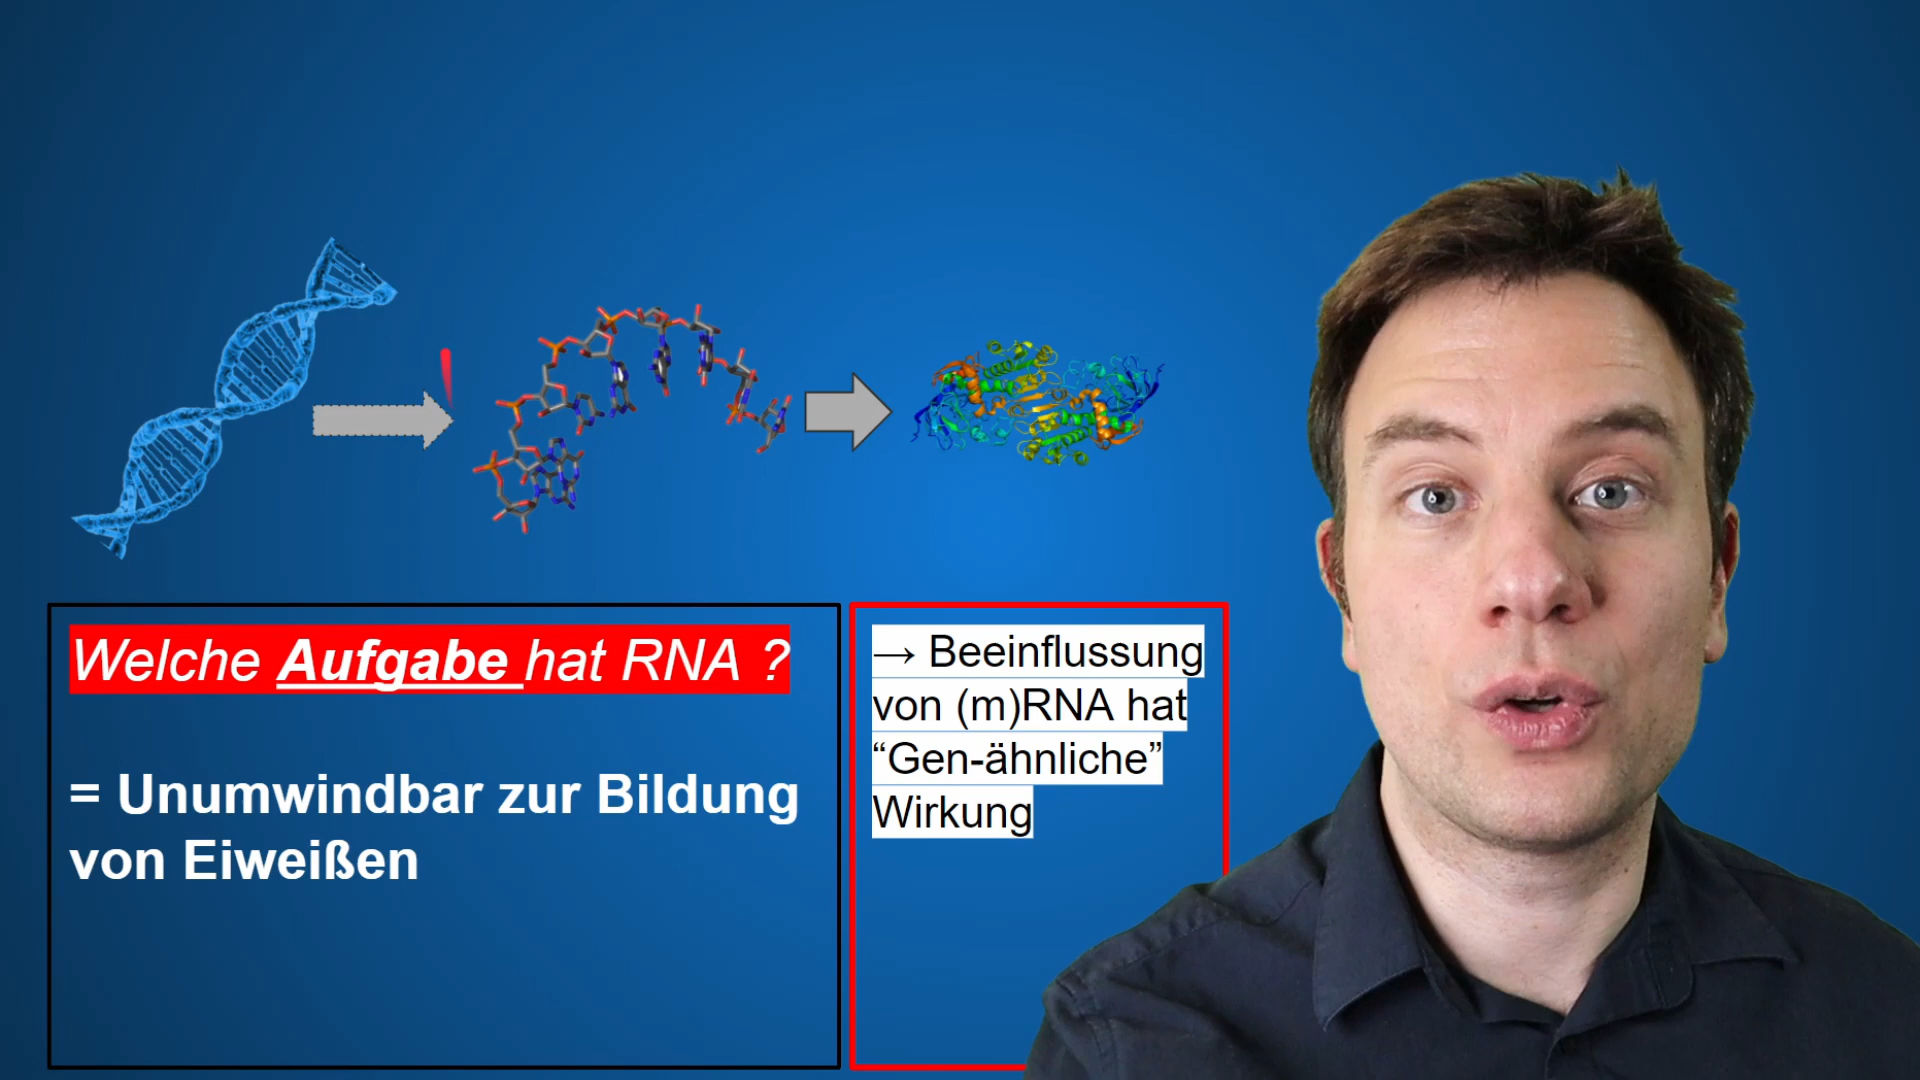 Welche Aufgabe hat RNA ?
= Unumwindbar zur Bildung
von Eiweißen
→ Beeinflussung
von (m)RNA hat
“Gen-ähnliche”
Wirkung